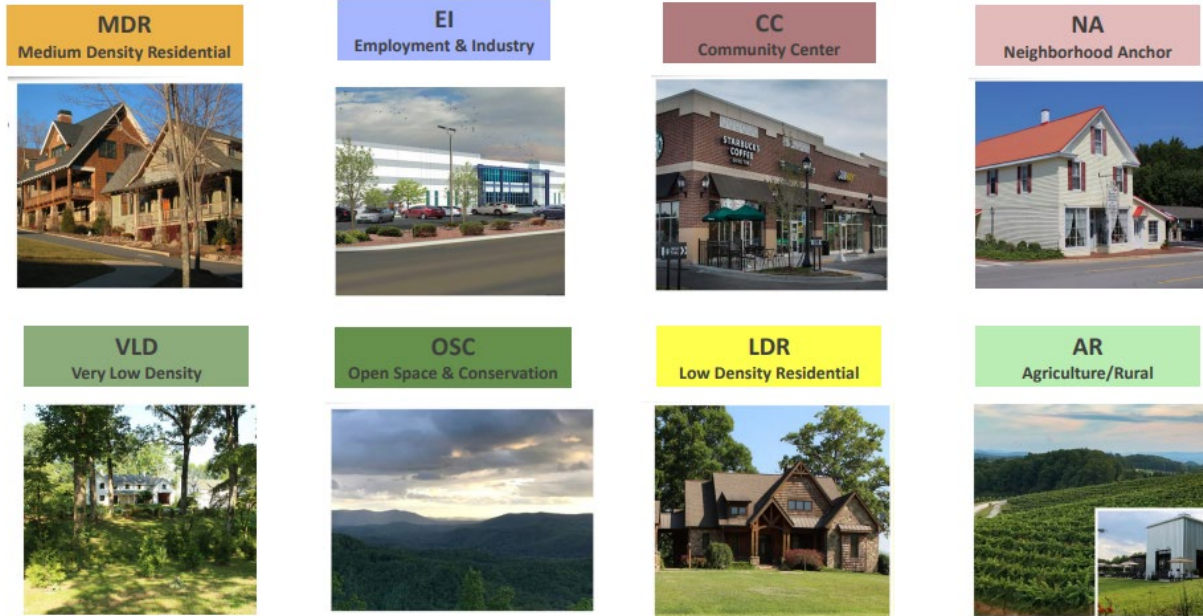 MDR
Medium Density Residential
EI
Employment & Industry
CC
Community Center
NA
Neighborhood Anchor
STARBUCKS
COFFEE
SUBWAY
VLD
Very Low Density
OSC
Open Space & Conservation
LDR
Low Density Residential
AR
Agriculture/Rural